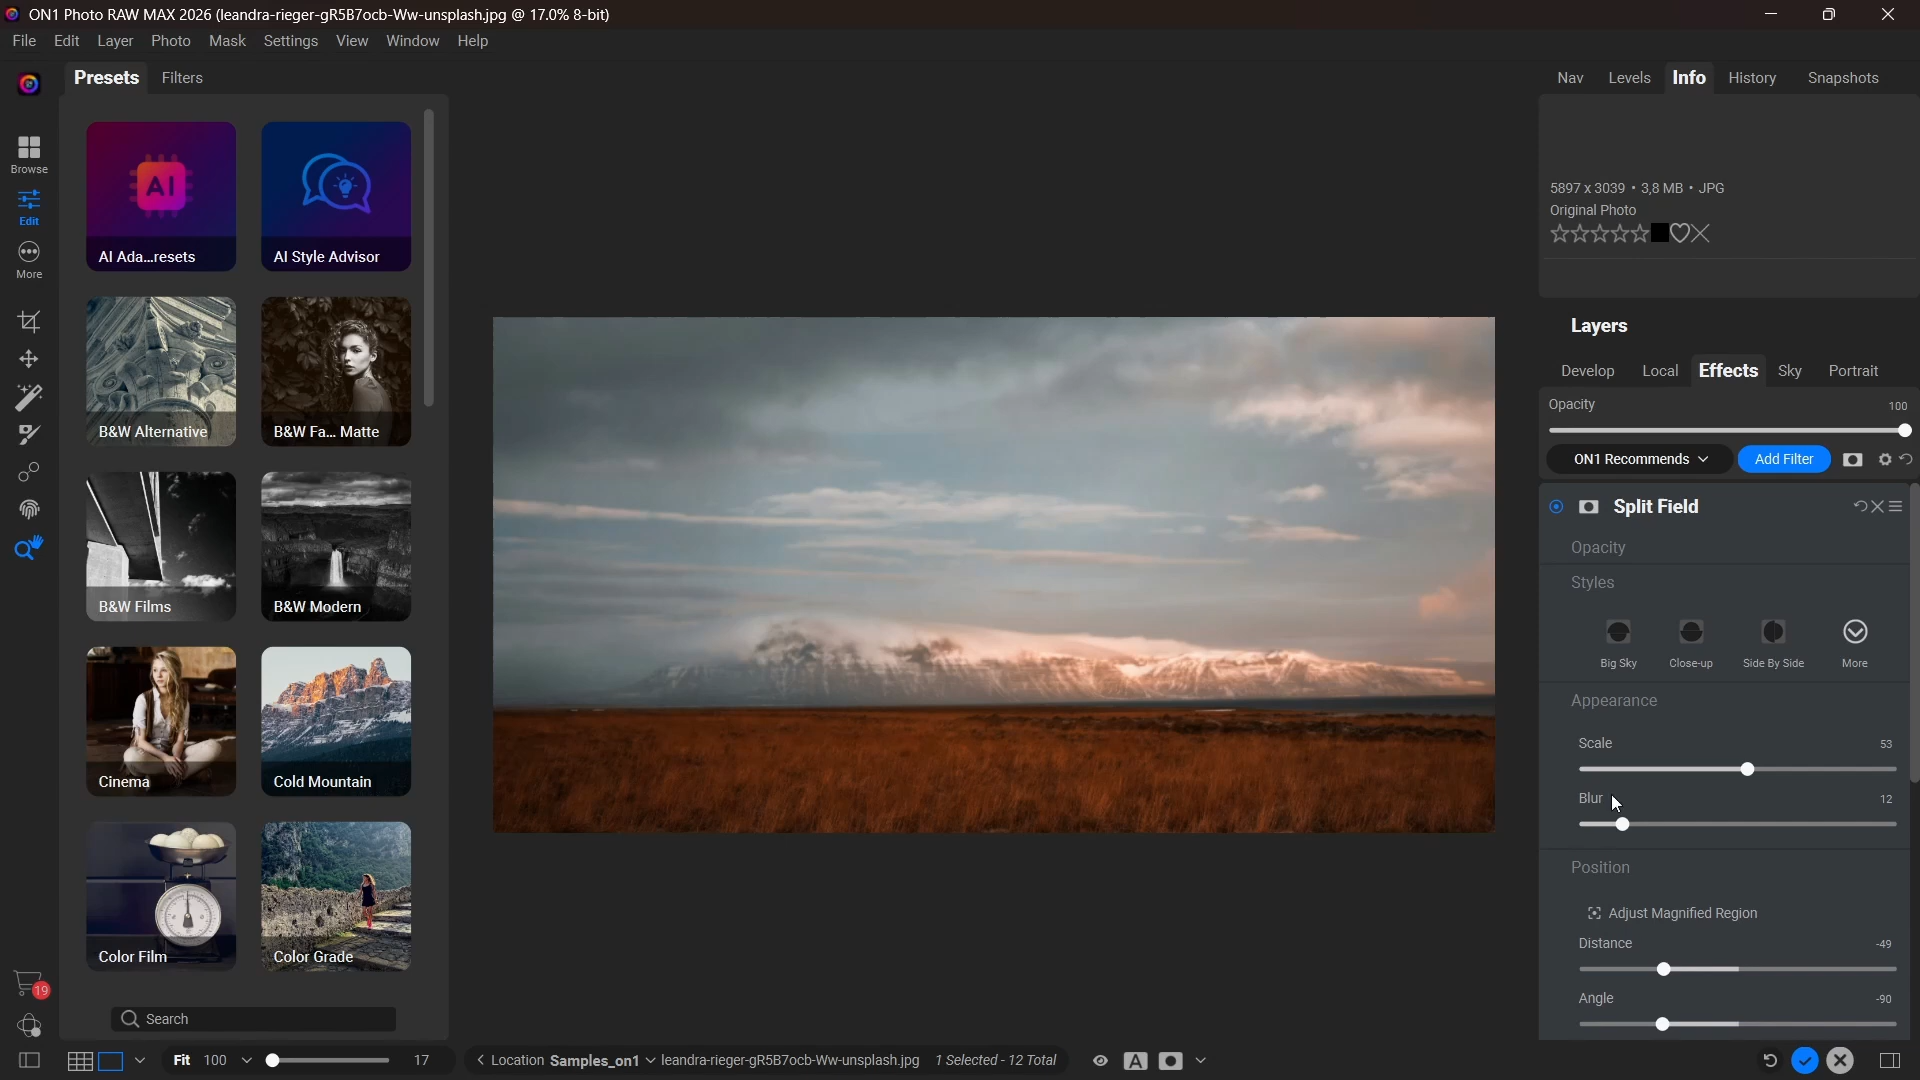 ON1 Photo RAW MAX 2026 (leandra-rieger-gR5B7ocb-Ww-unsplash.jpg @ 17.0% 8-bit)
File Edit Layer Photo Mask Settings View Window Help
Presets Filters
Nav Levels Info History Snapshots
Browse
Edit
More
AI
AI Ada...resets
AI Style Advisor
B&W Alternative
B&W Fa... Matte
B&W Films
B&W Modern
Cinema
Cold Mountain
Color Film
Color Grade
19
Search
5897 x 3039 • 3,8 MB • JPG
Original Photo
Layers
Develop Local Effects Sky Portrait
Opacity 100
ON1 Recommends Add Filter
Split Field
Opacity
Styles
Big Sky Close-up Side By Side More
Appearance
Scale 53
Blur 12
Position
Adjust Magnified Region
Distance -49
Angle -90
Fit 100 17 Location Samples_on1 leandra-rieger-gR5B7ocb-Ww-unsplash.jpg 1 Selected - 12 Total A